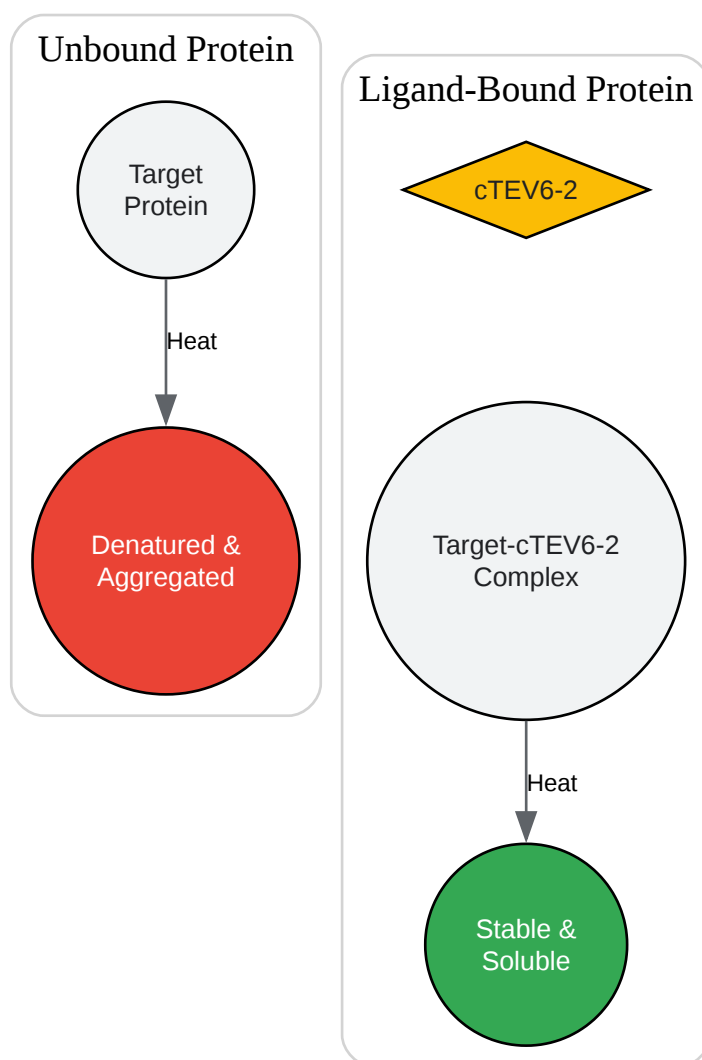 Unbound Protein
Target
Protein
Heat
Denatured &
Aggregated
Ligand-Bound Protein
cTEV6-2
Target-cTEV6-2
Complex
Heat
Stable &
Soluble